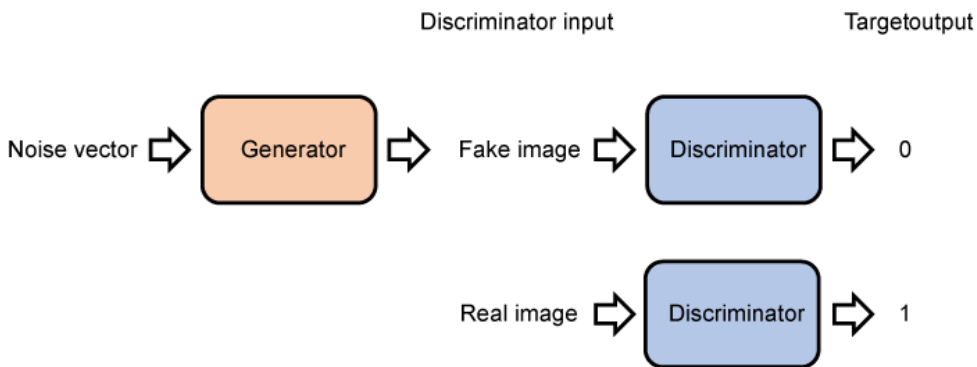 Discriminator input
Targetoutput
Noise vector
Generator
Fake image
Discriminator
0
Real image
Discriminator
1